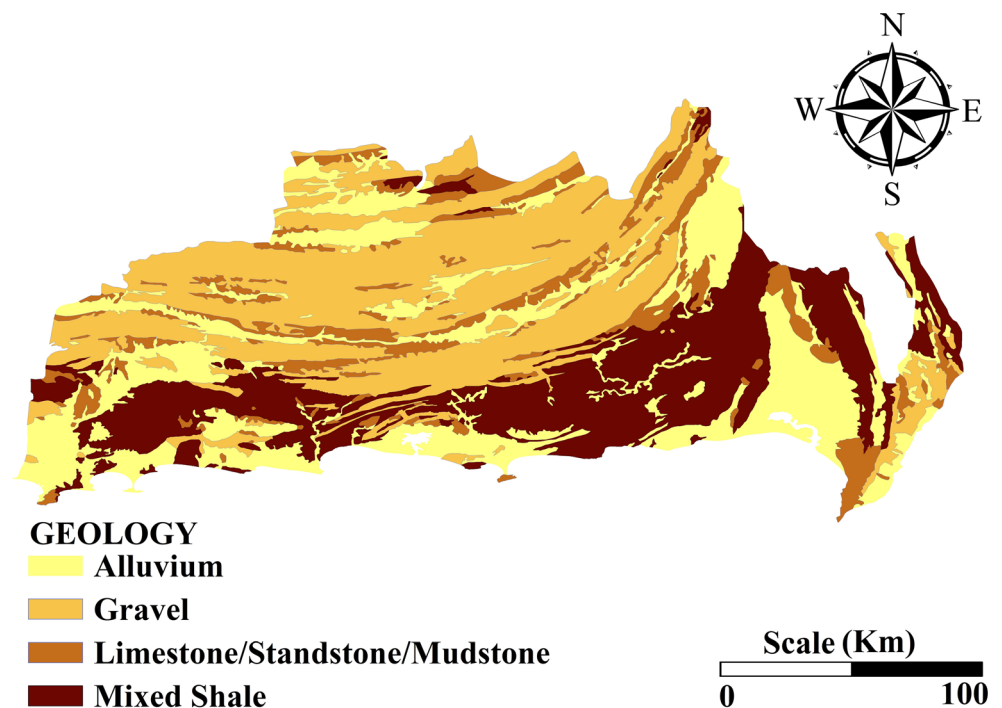 N
W E
S
GEOLOGY
Alluvium
Gravel
Limestone/Standstone/Mudstone
Mixed Shale
Scale (Km)
0 100